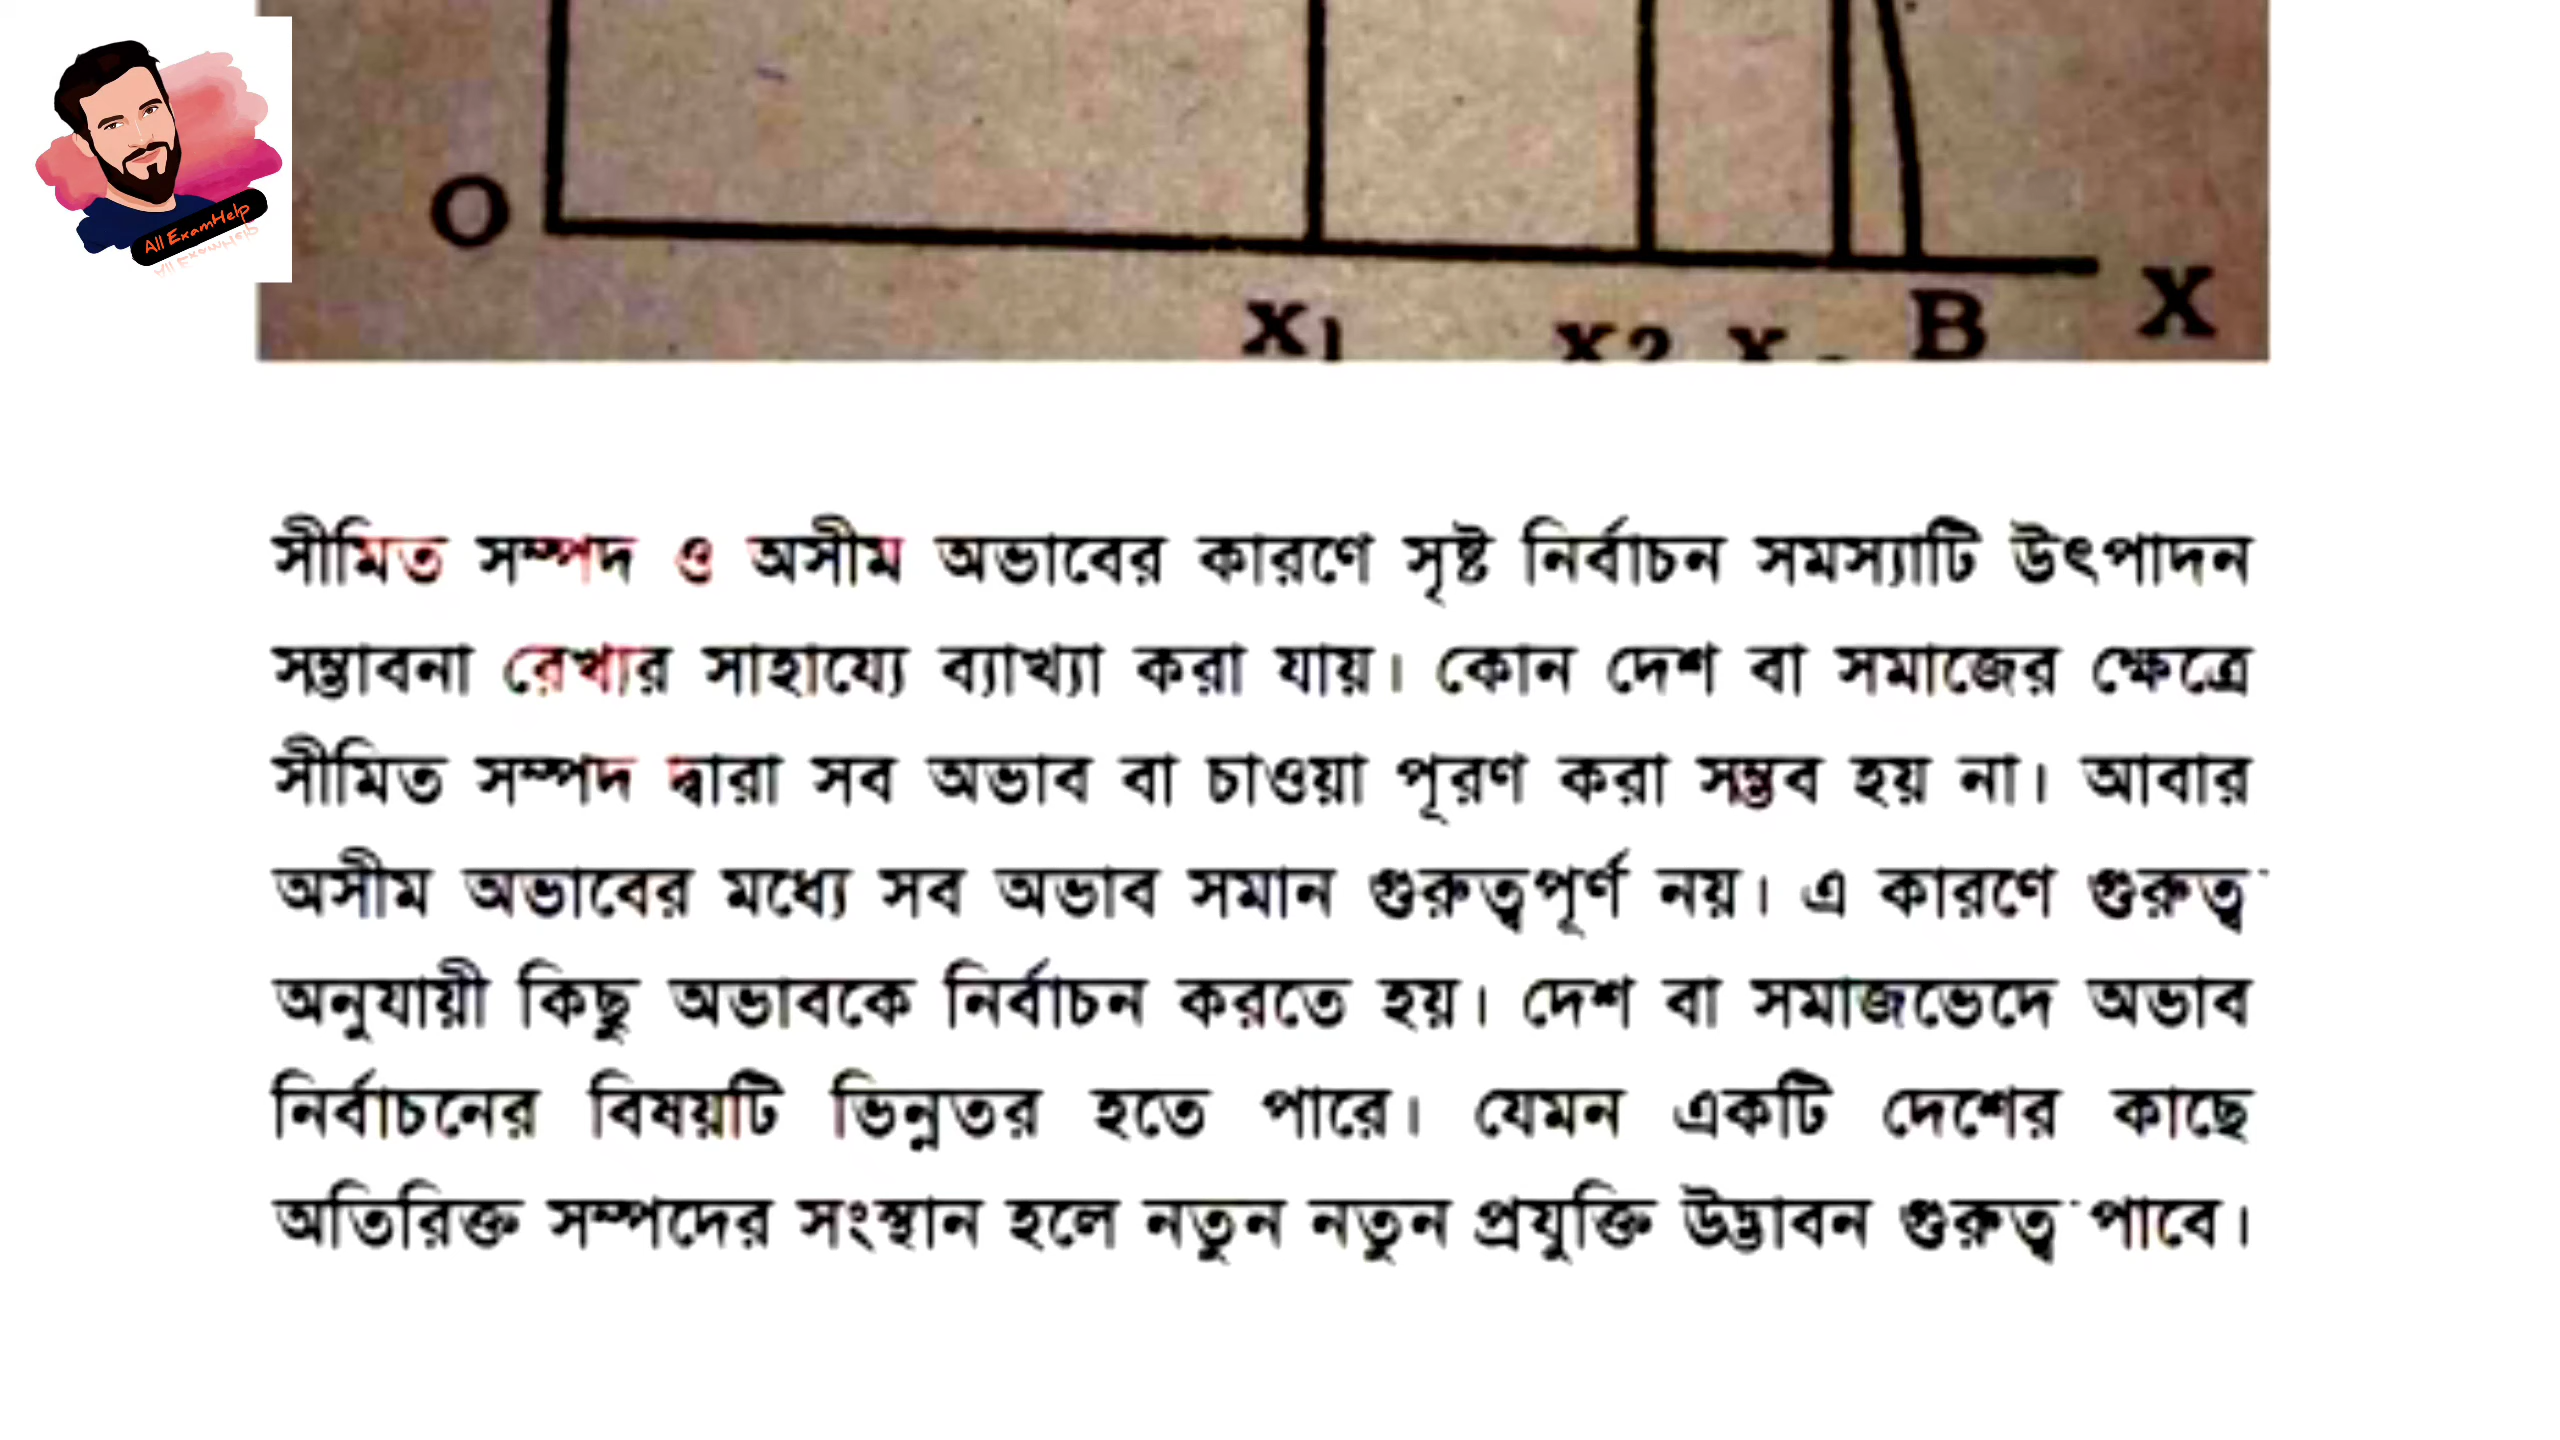 All ExamHelp
O
X
x1
x2
B
সীমিত সম্পদ ও অসীম অভাবের কারণে সৃষ্ট নির্বাচন সমস্যাটি উৎপাদন
সম্ভাবনা রেখার সাহায্যে ব্যাখ্যা করা যায়। কোন দেশ বা সমাজের ক্ষেত্রে
সীমিত সম্পদ দ্বারা সব অভাব বা চাওয়া পূরণ করা সম্ভব হয় না। আবার
অসীম অভাবের মধ্যে সব অভাব সমান গুরুত্বপূর্ণ নয়। এ কারণে গুরুত্ব
অনুযায়ী কিছু অভাবকে নির্বাচন করতে হয়। দেশ বা সমাজভেদে অভাব
নির্বাচনের বিষয়টি ভিন্নতর হতে পারে। যেমন একটি দেশের কাছে
অতিরিক্ত সম্পদের সংস্থান হলে নতুন নতুন প্রযুক্তি উদ্ভাবন গুরুত্ব পাবে।